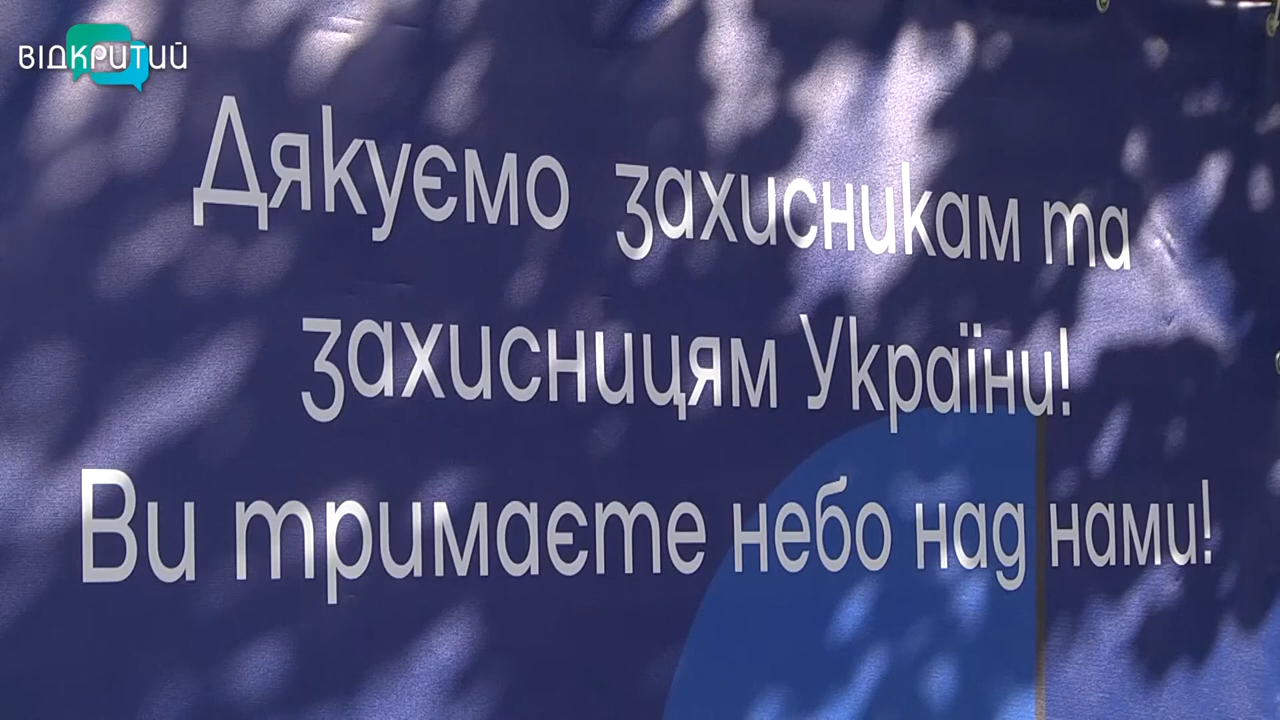 ВІДКРИТИЙ
Дякуємо захисникам та
захисницям України!
Ви тримаєте небо над нами!